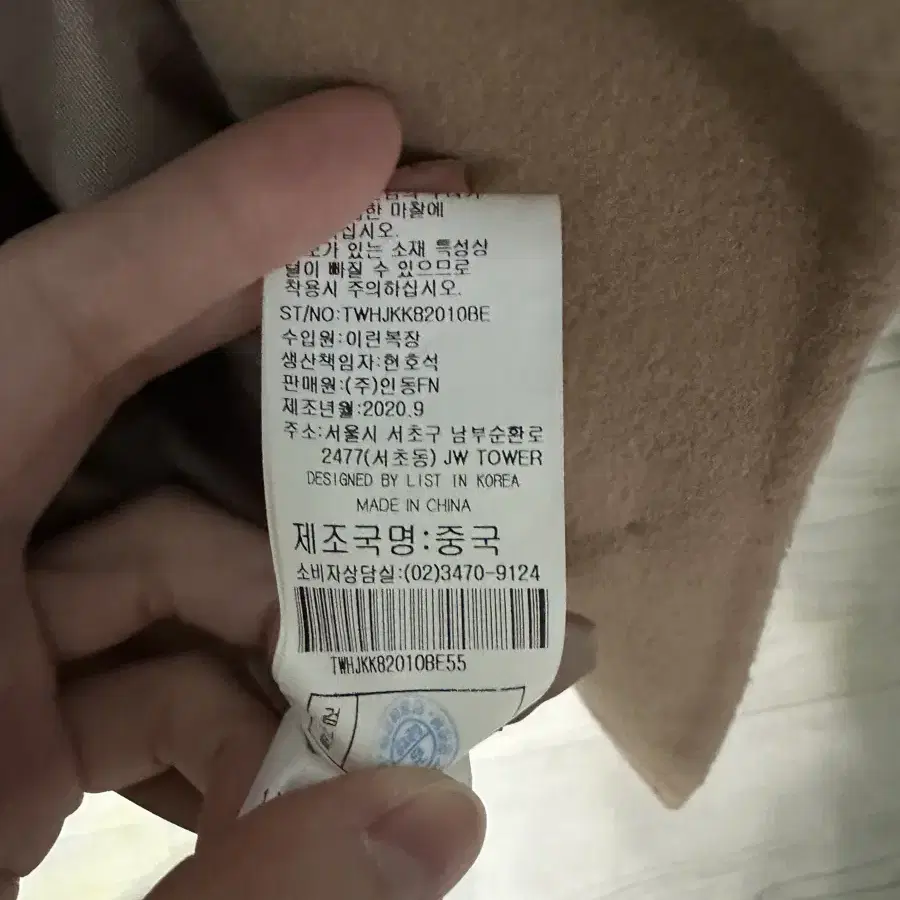 마찰에
십시오.
있는 소재 특성상
털이 빠질 수 있으므로
착용시 주의하십시오.
ST/NO:TWHJKK82010BE
수입원:이린복장
생산책임자:현호석
판매원:(주)인동FN
제조년월:2020.9
주소:서울시 서초구 남부순환로
2477(서초동) JW TOWER
DESIGNED BY LIST IN KOREA
MADE IN CHINA
제조국명:중국
소비자상담실:(02)3470-9124
TWHJKK82010BE55